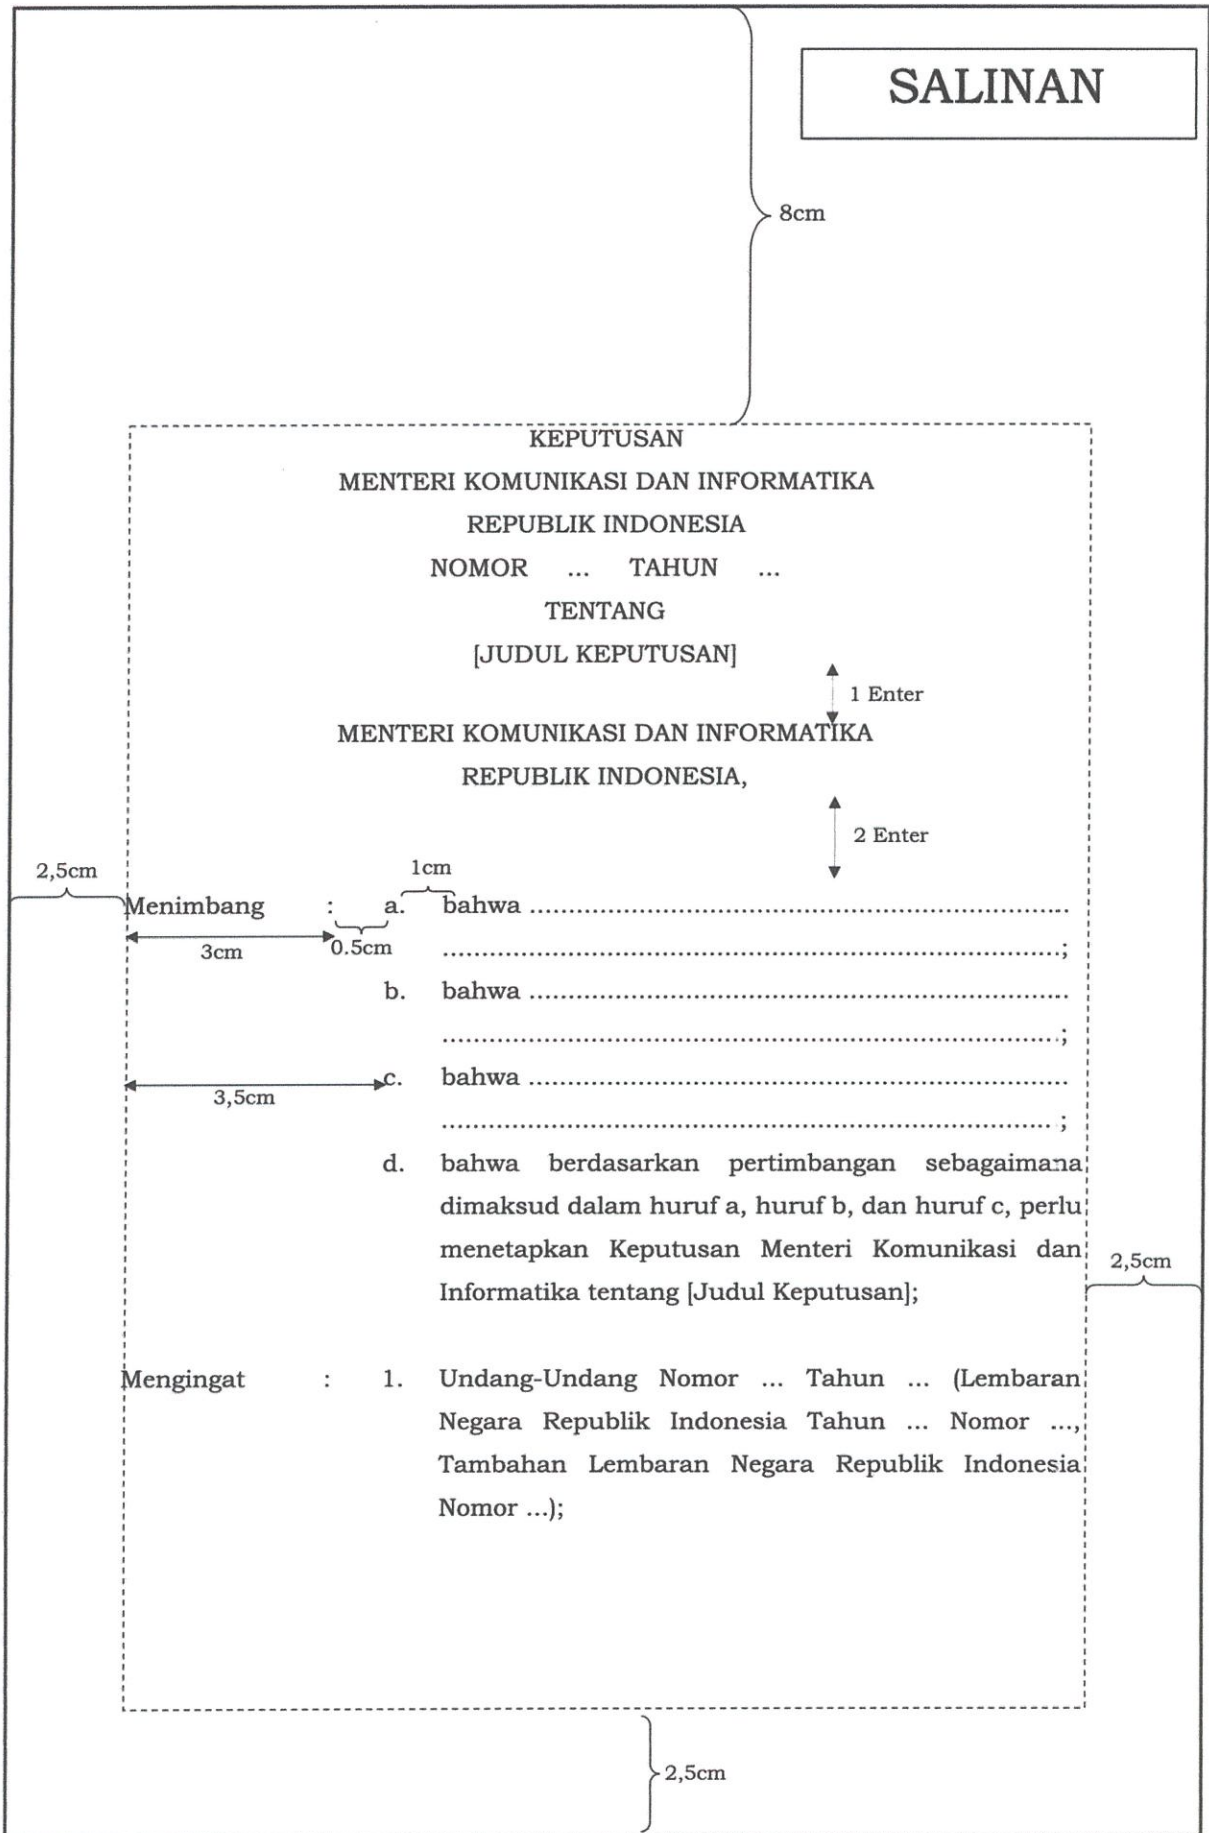 SALINAN
8cm
KEPUTUSAN
MENTERI KOMUNIKASI DAN INFORMATIKA
REPUBLIK INDONESIA
NOMOR ... TAHUN ...
TENTANG
[JUDUL KEPUTUSAN]
1 Enter
MENTERI KOMUNIKASI DAN INFORMATIKA
REPUBLIK INDONESIA,
2 Enter
2,5cm
1cm
Menimbang : a. bahwa ......................................................................
3cm
0.5cm
................................................................................;
b. bahwa ......................................................................
................................................................................;
3,5cm
c. bahwa ......................................................................
............................................................................... ;
d. bahwa berdasarkan pertimbangan sebagaimana
dimaksud dalam huruf a, huruf b, dan huruf c, perlu
menetapkan Keputusan Menteri Komunikasi dan
Informatika tentang [Judul Keputusan];
2,5cm
Mengingat : 1. Undang-Undang Nomor ... Tahun ... (Lembaran
Negara Republik Indonesia Tahun ... Nomor ...,
Tambahan Lembaran Negara Republik Indonesia
Nomor ...);
2,5cm